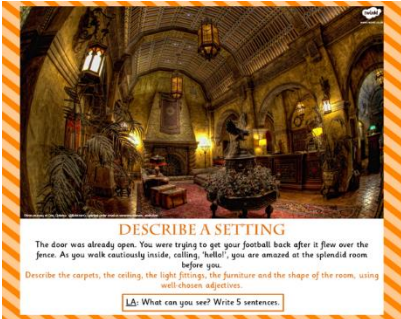 twinkl
DESCRIBE A SETTING
The door was already open. You were trying to get your football back after it flew over the
fence. As you walk cautiously inside, calling, 'hello!', you are amazed at the splendid room
before you.
Describe the carpets, the ceiling, the light fittings, the furniture and the shape of the room, using
well-chosen adjectives.
LA: What can you see? Write 5 sentences.